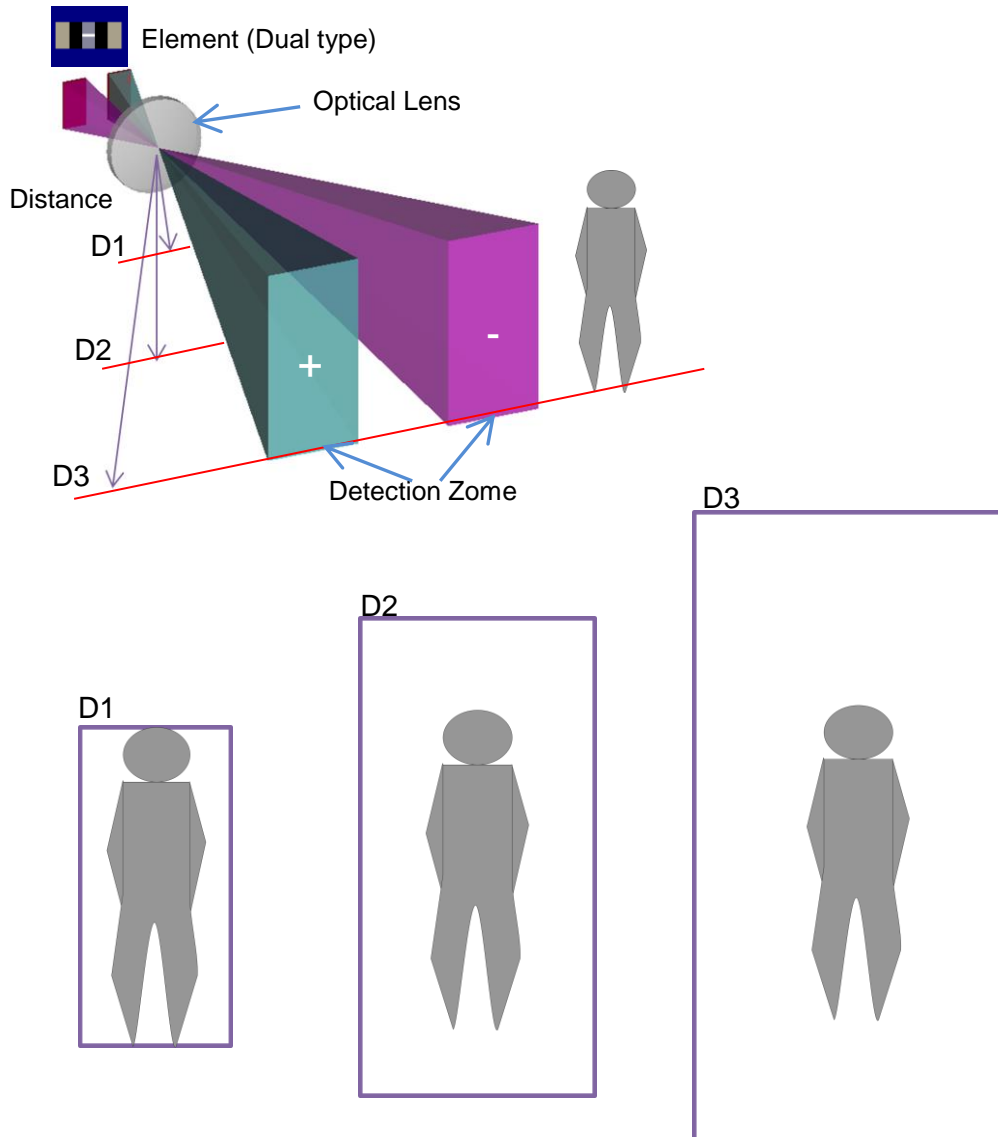 Element (Dual type)
Optical Lens
Distance
D1
D2
+
-
D3
Detection Zome
D3
D2
D1